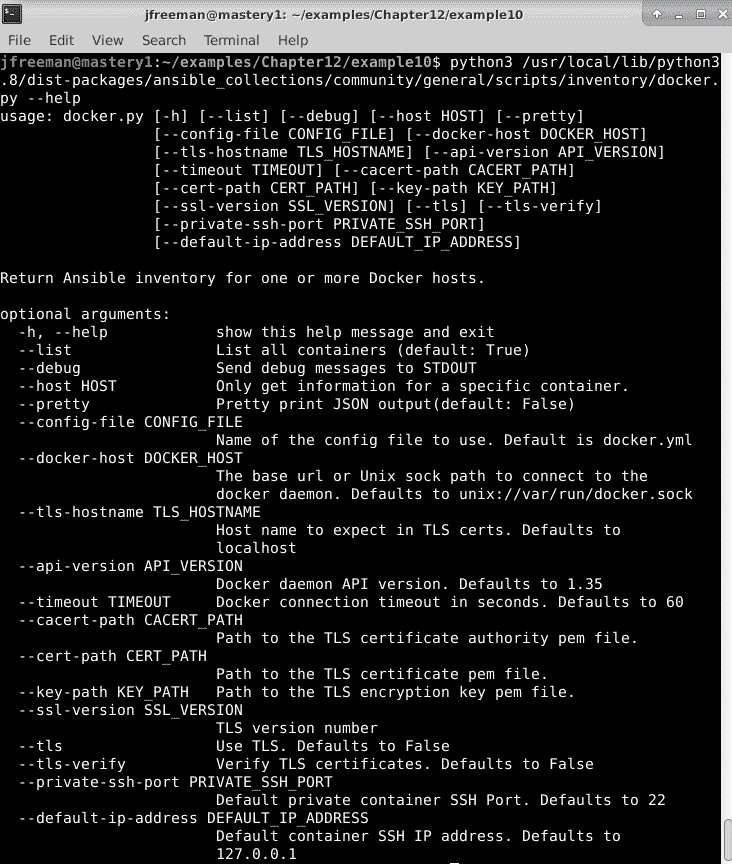 jfreeman@mastery1: ~/examples/Chapter12/example10
File Edit View Search Terminal Help
jfreeman@mastery1:~/examples/Chapter12/example10$ python3 /usr/local/lib/python3
.8/dist-packages/ansible_collections/community/general/scripts/inventory/docker.
py --help
usage: docker.py [-h] [--list] [--debug] [--host HOST] [--pretty]
                 [--config-file CONFIG_FILE] [--docker-host DOCKER_HOST]
                 [--tls-hostname TLS_HOSTNAME] [--api-version API_VERSION]
                 [--timeout TIMEOUT] [--cacert-path CACERT_PATH]
                 [--cert-path CERT_PATH] [--key-path KEY_PATH]
                 [--ssl-version SSL_VERSION] [--tls] [--tls-verify]
                 [--private-ssh-port PRIVATE_SSH_PORT]
                 [--default-ip-address DEFAULT_IP_ADDRESS]

Return Ansible inventory for one or more Docker hosts.

optional arguments:
  -h, --help            show this help message and exit
  --list                List all containers (default: True)
  --debug               Send debug messages to STDOUT
  --host HOST           Only get information for a specific container.
  --pretty              Pretty print JSON output(default: False)
  --config-file CONFIG_FILE
                        Name of the config file to use. Default is docker.yml
  --docker-host DOCKER_HOST
                        The base url or Unix sock path to connect to the
                        docker daemon. Defaults to unix://var/run/docker.sock
  --tls-hostname TLS_HOSTNAME
                        Host name to expect in TLS certs. Defaults to
                        localhost
  --api-version API_VERSION
                        Docker daemon API version. Defaults to 1.35
  --timeout TIMEOUT     Docker connection timeout in seconds. Defaults to 60
  --cacert-path CACERT_PATH
                        Path to the TLS certificate authority pem file.
  --cert-path CERT_PATH
                        Path to the TLS certificate pem file.
  --key-path KEY_PATH   Path to the TLS encryption key pem file.
  --ssl-version SSL_VERSION
                        TLS version number
  --tls                 Use TLS. Defaults to False
  --tls-verify          Verify TLS certificates. Defaults to False
  --private-ssh-port PRIVATE_SSH_PORT
                        Default private container SSH Port. Defaults to 22
  --default-ip-address DEFAULT_IP_ADDRESS
                        Default container SSH IP address. Defaults to
                        127.0.0.1